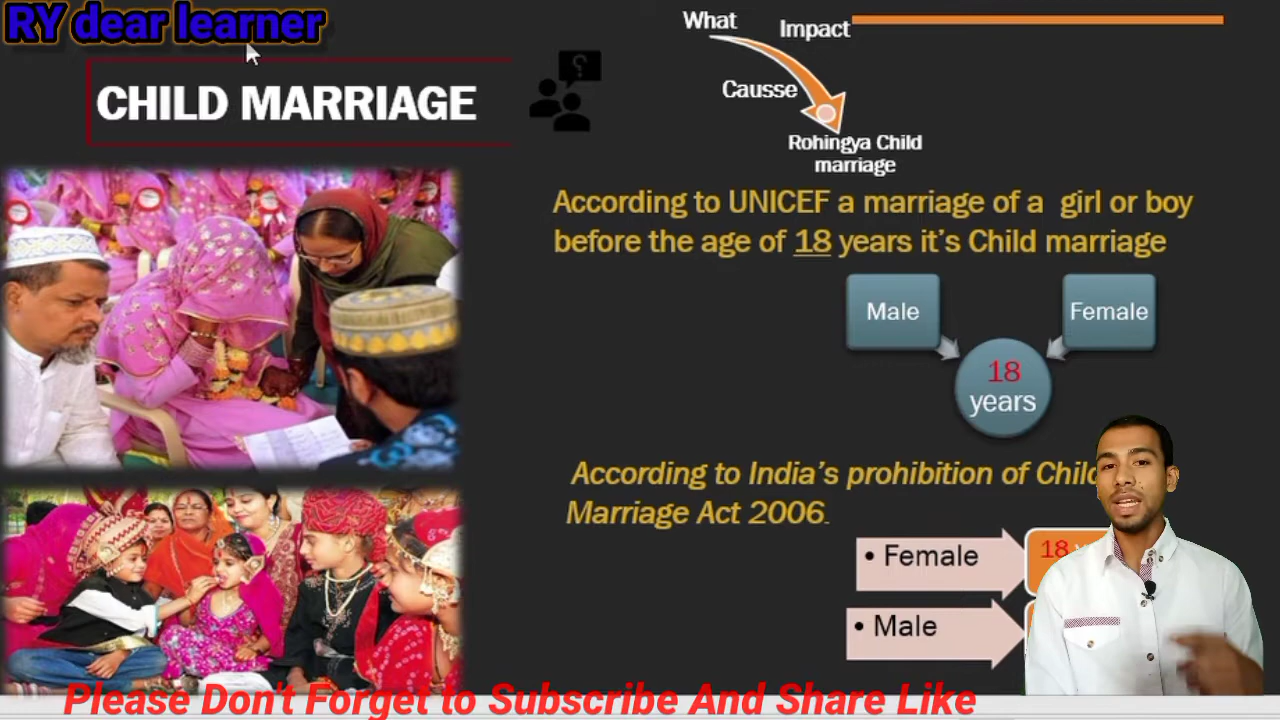 RY dear learner
What
Impact
Causse
Rohingya Child
marriage
CHILD MARRIAGE
?
According to UNICEF a marriage of a girl or boy
before the age of 18 years it's Child marriage
Male
Female
18
years
According to India's prohibition of
Marriage Act 2006.
• Female
18
• Male
Please Don't Forget to Subscribe And Share Like